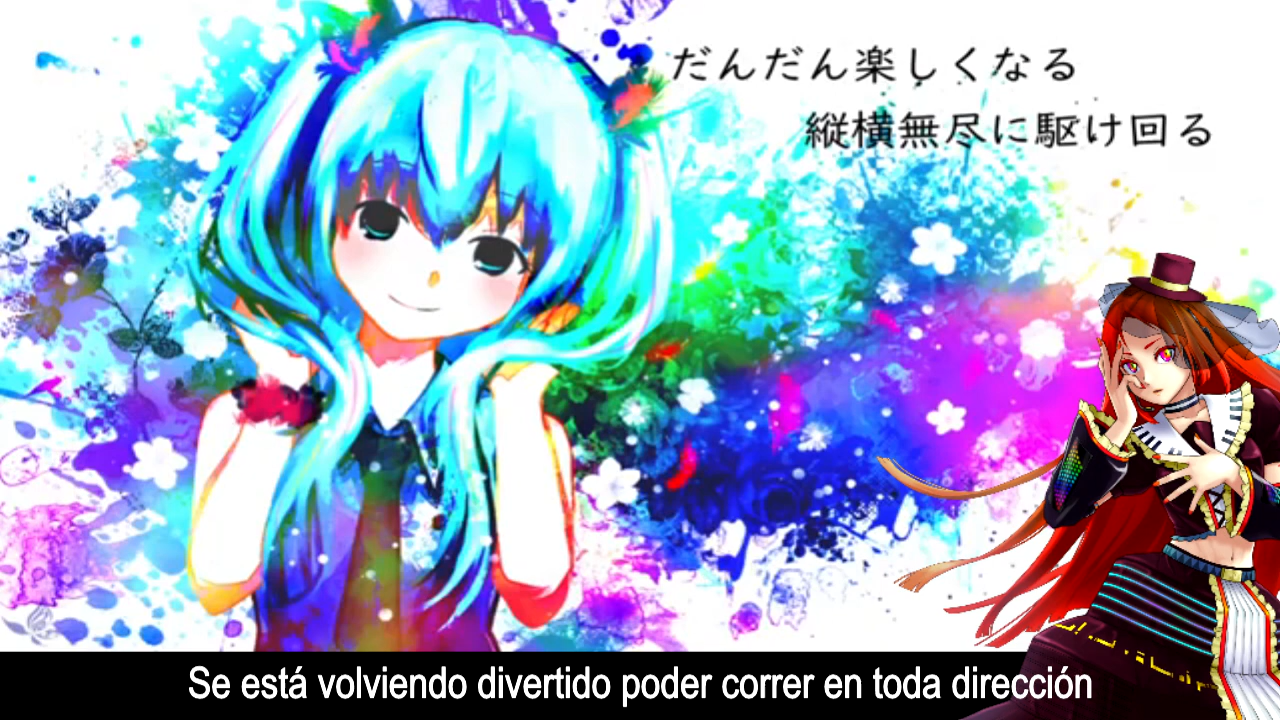 だんだん楽しくなる
縦横無尽に駆け回る
Se está volviendo divertido poder correr en toda dirección